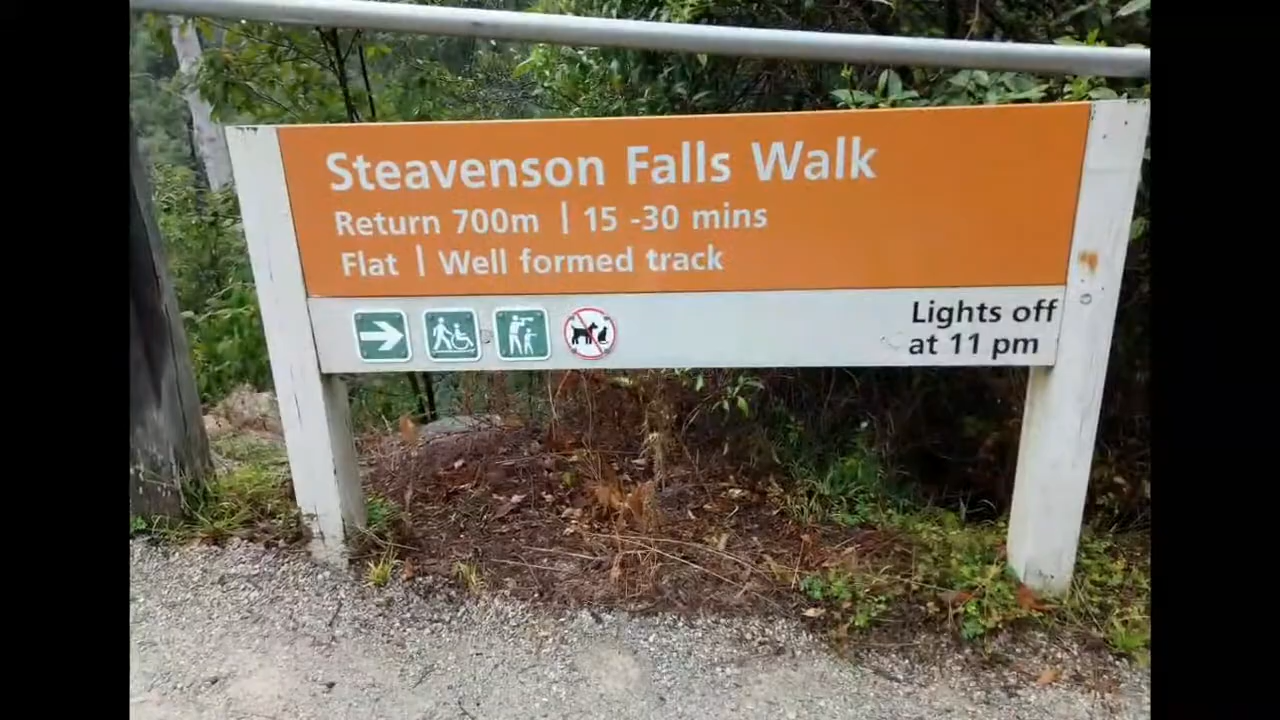 Steavenson Falls Walk
Return 700m | 15 -30 mins
Flat | Well formed track
Lights off
at 11 pm